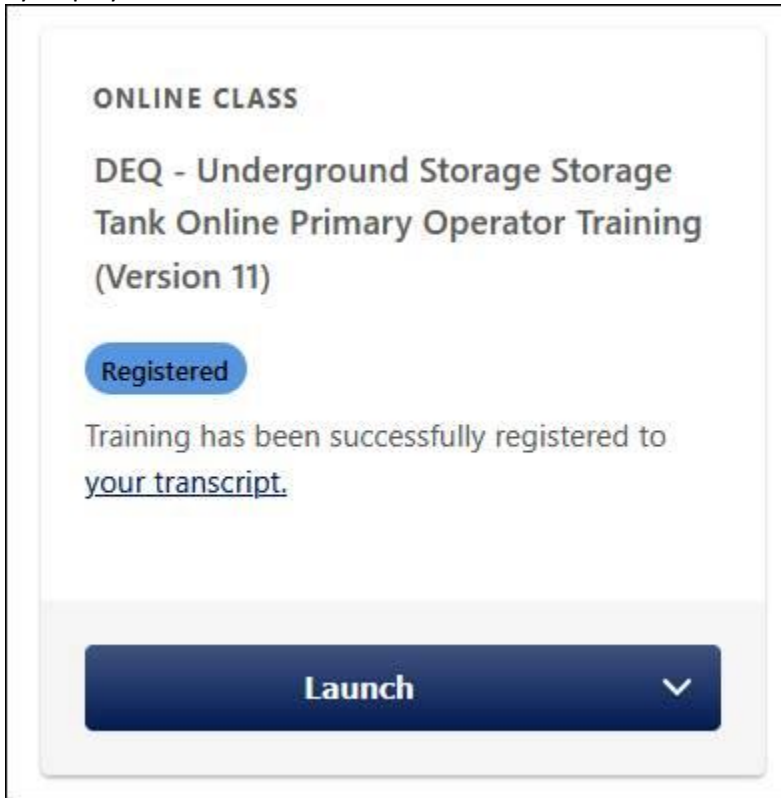 ONLINE CLASS
DEQ - Underground Storage Storage
Tank Online Primary Operator Training
(Version 11)
Registered
Training has been successfully registered to
your transcript.
Launch